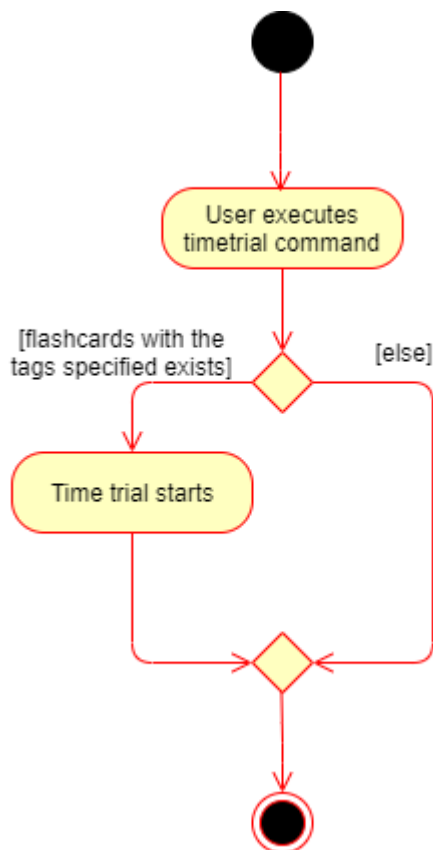 User executes
timetrial command
[flashcards with the
tags specified exists]
[else]
Time trial starts